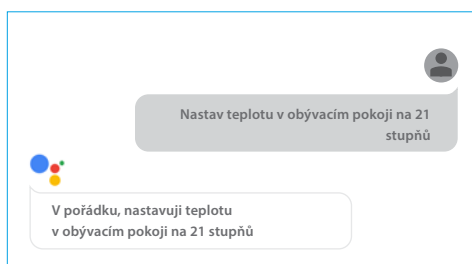 Nastav teplotu v obývacím pokoji na 21
stupňů
V pořádku, nastavuji teplotu
v obývacím pokoji na 21 stupňů